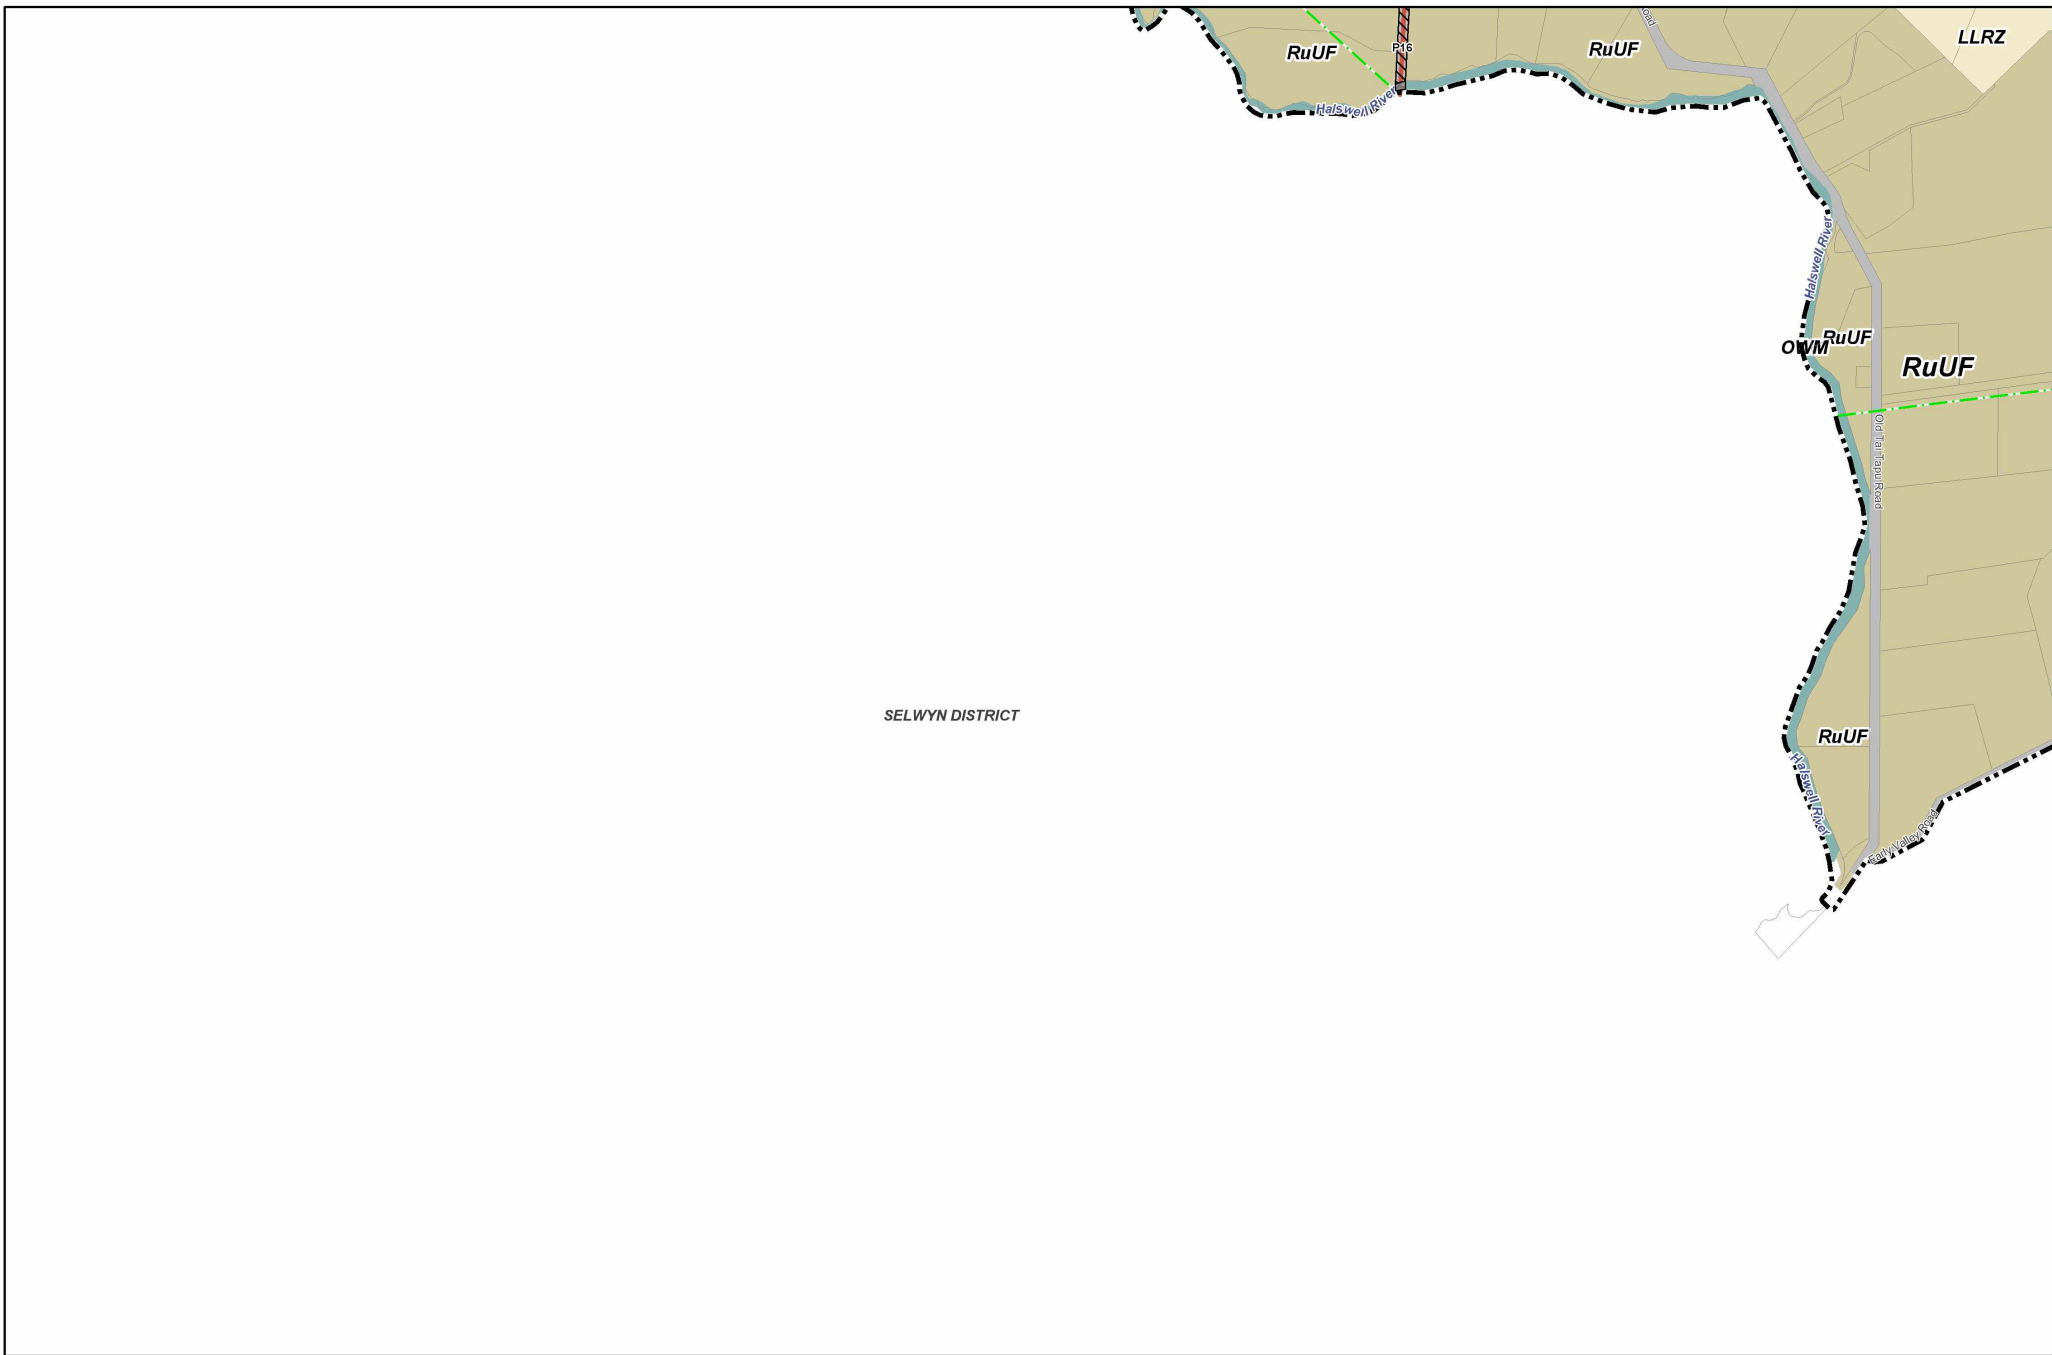 oad
LLRZ
RuUF
P16
RuUF
Halswell River
Halswell River
RuUF
OWM
RuUF
Old Tai Tapu Road
SELWYN DISTRICT
RuUF
Halswell River
Early Valley Road